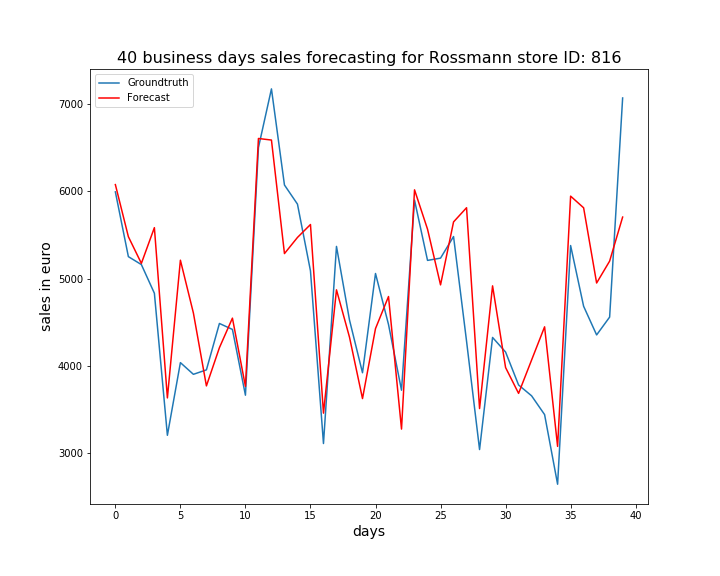 40 business days sales forecasting for Rossmann store ID: 816
Groundtruth
Forecast
7000
6000
5000
4000
3000
sales in euro
0 5 10 15 20 25 30 35 40
days